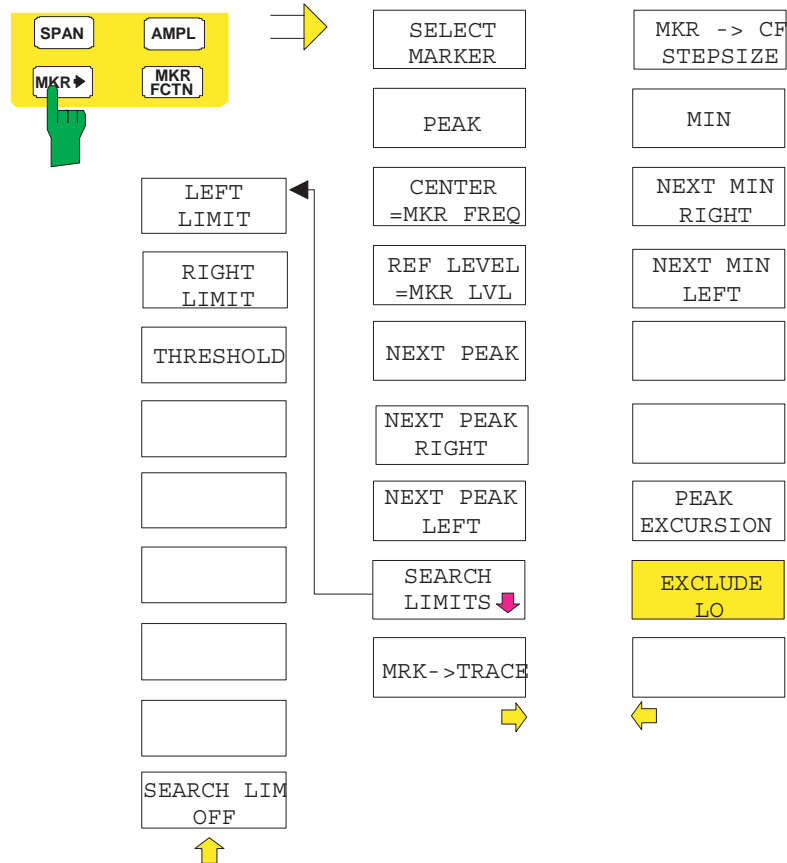 SPAN
AMPL
MKR
MKR
FCTN
SELECT
MARKER
PEAK
CENTER
=MKR FREQ
REF LEVEL
=MKR LVL
NEXT PEAK
NEXT PEAK
RIGHT
NEXT PEAK
LEFT
SEARCH
LIMITS
MRK->TRACE
MKR -> CF
STEPSIZE
MIN
NEXT MIN
RIGHT
NEXT MIN
LEFT
PEAK
EXCURSION
EXCLUDE
LO
LEFT
LIMIT
RIGHT
LIMIT
THRESHOLD
SEARCH LIM
OFF